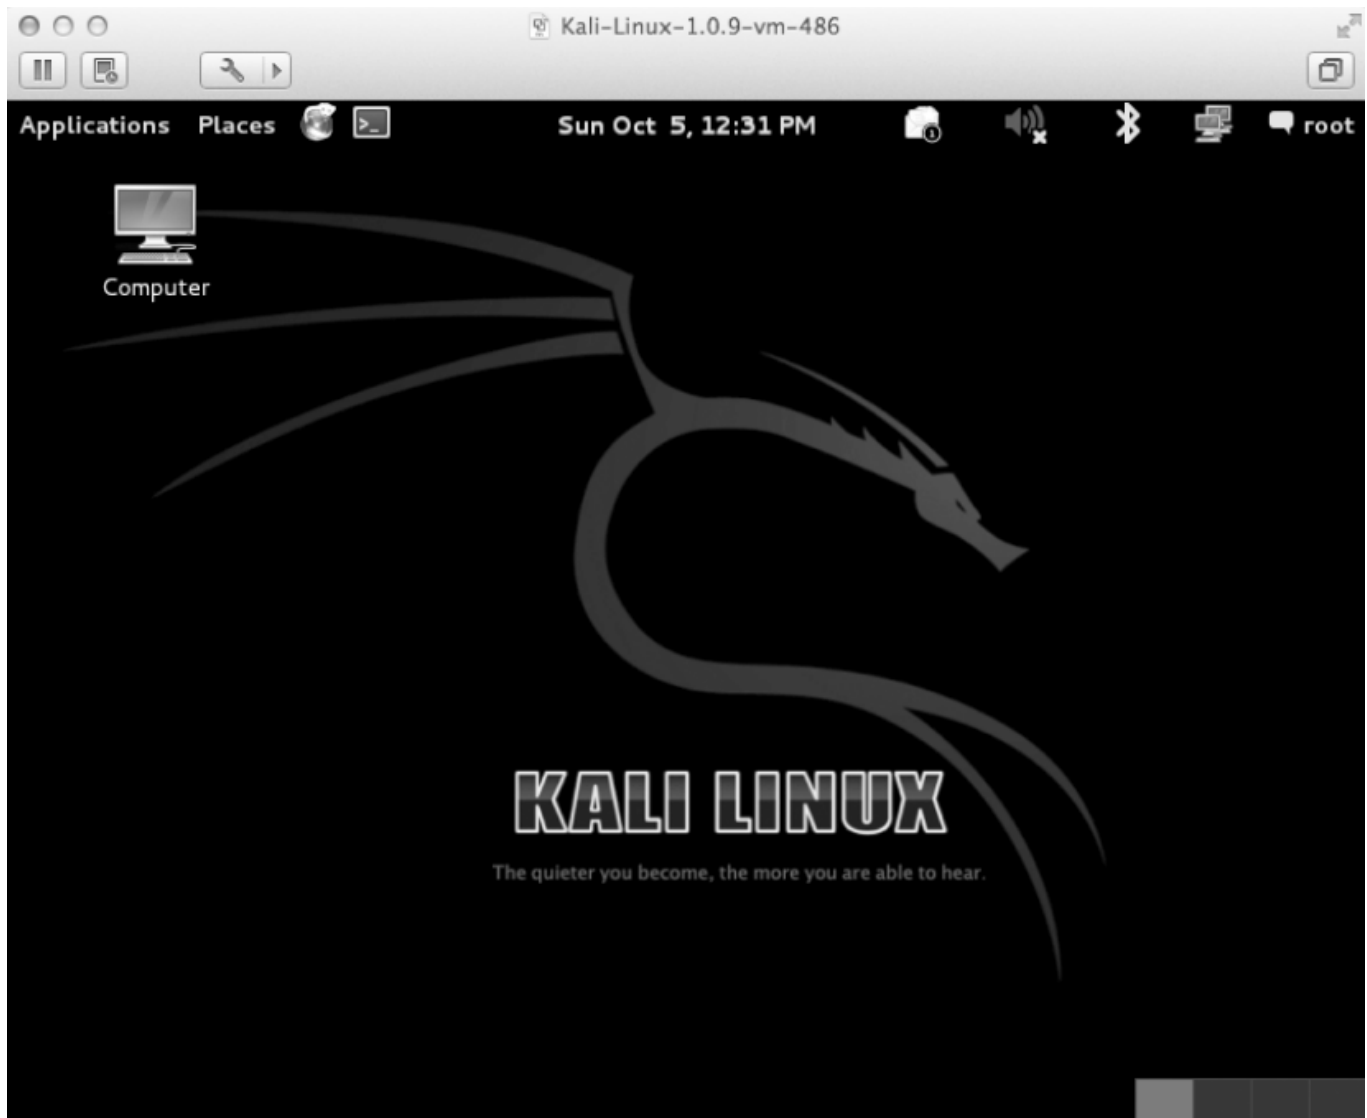 Kali-Linux-1.0.9-vm-486
Applications Places Sun Oct 5, 12:31 PM root
Computer
KALI LINUX
The quieter you become, the more you are able to hear.